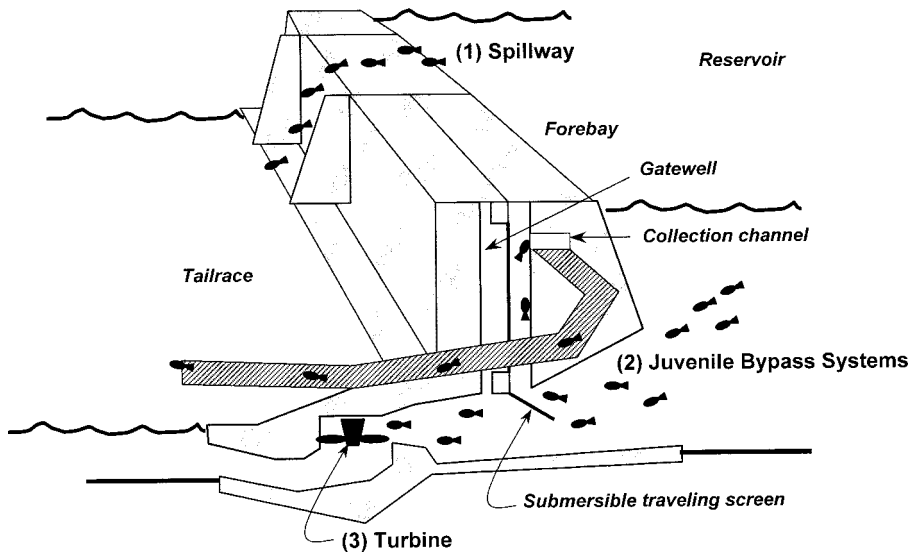 (1) Spillway
Reservoir
Forebay
Gatewell
Collection channel
Tailrace
(2) Juvenile Bypass Systems
Submersible traveling screen
(3) Turbine